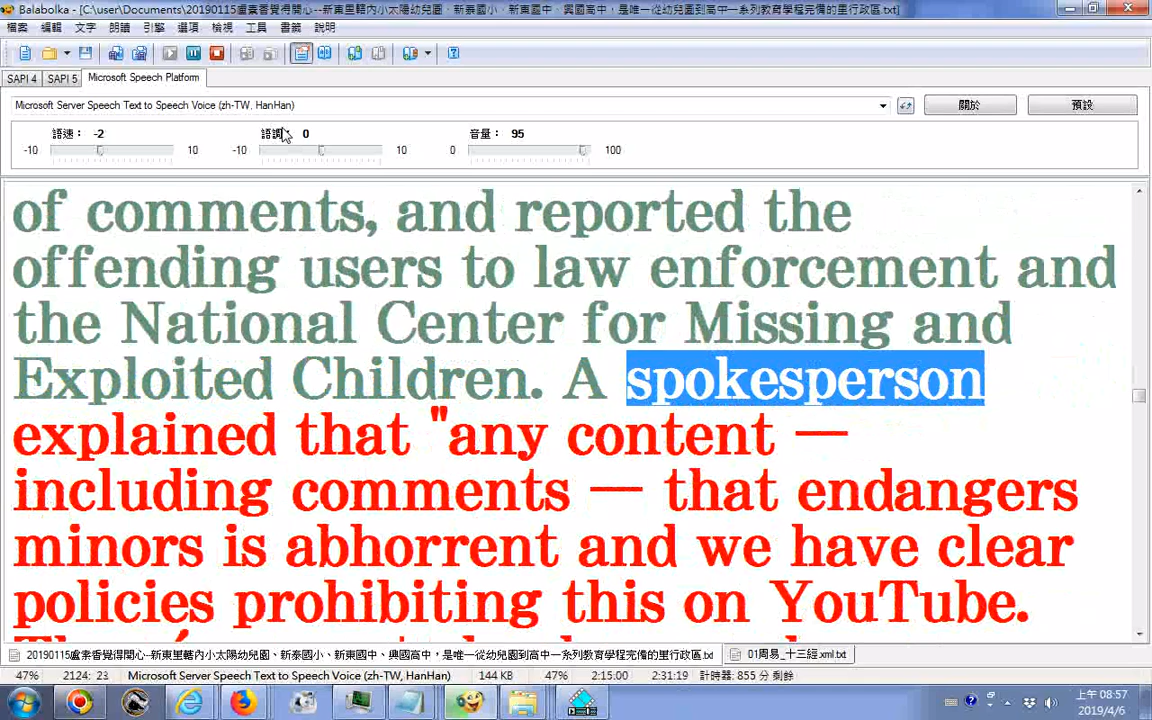 Balabolka - [C:\user\Documents\20190115盧素香覺得開心--新東里轄內小太陽幼兒園、新泰國小、新東國中、興國高中，是唯一從幼兒園到高中一系列教育學程完備的里行政區.txt]
檔案 編輯 文字 朗讀 引擎 選項 檢視 工具 書籤 說明
SAPI 4 SAPI 5 Microsoft Speech Platform
Microsoft Server Speech Text to Speech Voice (zh-TW, HanHan) 關於 預設
語速： -2 語調： 0 音量： 95
-10 10 -10 10 0 100
of comments, and reported the
offending users to law enforcement and
the National Center for Missing and
Exploited Children. A spokesperson
explained that "any content —
including comments — that endangers
minors is abhorrent and we have clear
policies prohibiting this on YouTube.
20190115盧素香覺得開心--新東里轄內小太陽幼兒園、新泰國小、新東國中、興國高中，是唯一從幼兒園到高中一系列教育學程完備的里行政區.txt 01周易_十三經.xml.txt
47% 2124: 23 Microsoft Server Speech Text to Speech Voice (zh-TW, HanHan) 144 KB 47% 2:15:00 2:31:19 計時器: 855 分 剩餘
上午 08:57
2019/4/6